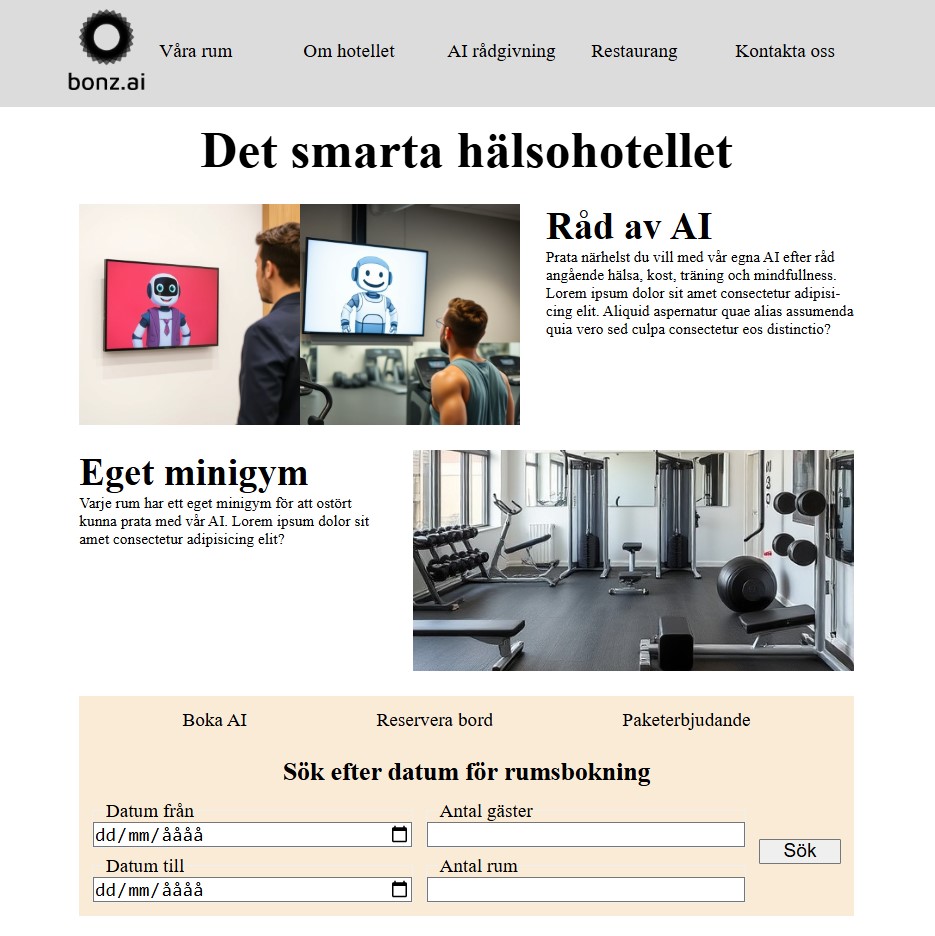 bonz.ai
Våra rum
Om hotellet
AI rådgivning
Restaurang
Kontakta oss
Det smarta hälsohotellet
Råd av AI
Prata närhelst du vill med vår egna AI efter råd
angående hälsa, kost, träning och mindfullness.
Lorem ipsum dolor sit amet consectetur adipisi-
cing elit. Aliquid aspernatur quae alias assumenda
quia vero sed culpa consectetur eos distinctio?
Eget minigym
Varje rum har ett eget minigym för att ostört
kunna prata med vår AI. Lorem ipsum dolor sit
amet consectetur adipisicing elit?
Boka AI
Reservera bord
Paketerbjudande
Sök efter datum för rumsbokning
Datum från
dd/mm/åååå
Antal gäster
Datum till
dd/mm/åååå
Antal rum
Sök